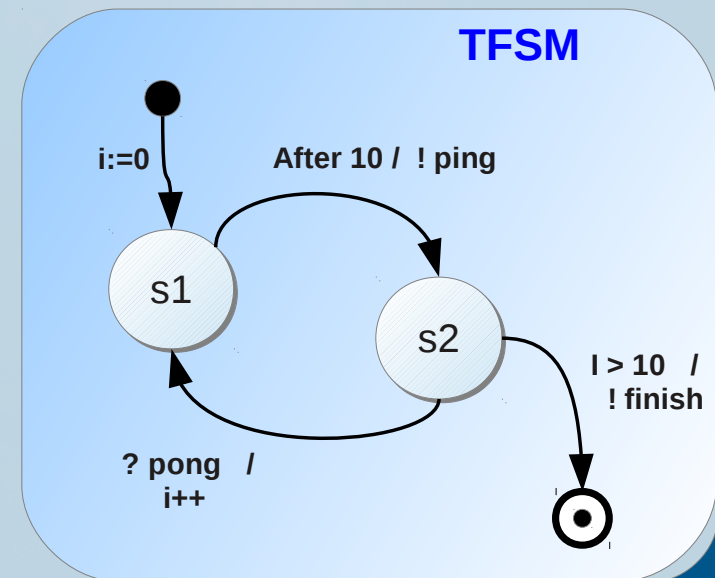 TFSM
i:=0
After 10 / ! ping
s1
s2
I > 10 /
! finish
? pong /
i++